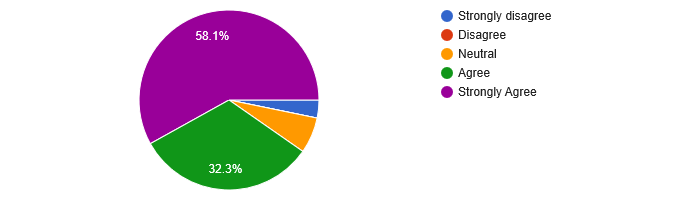 58.1%
32.3%
Strongly disagree
Disagree
Neutral
Agree
Strongly Agree